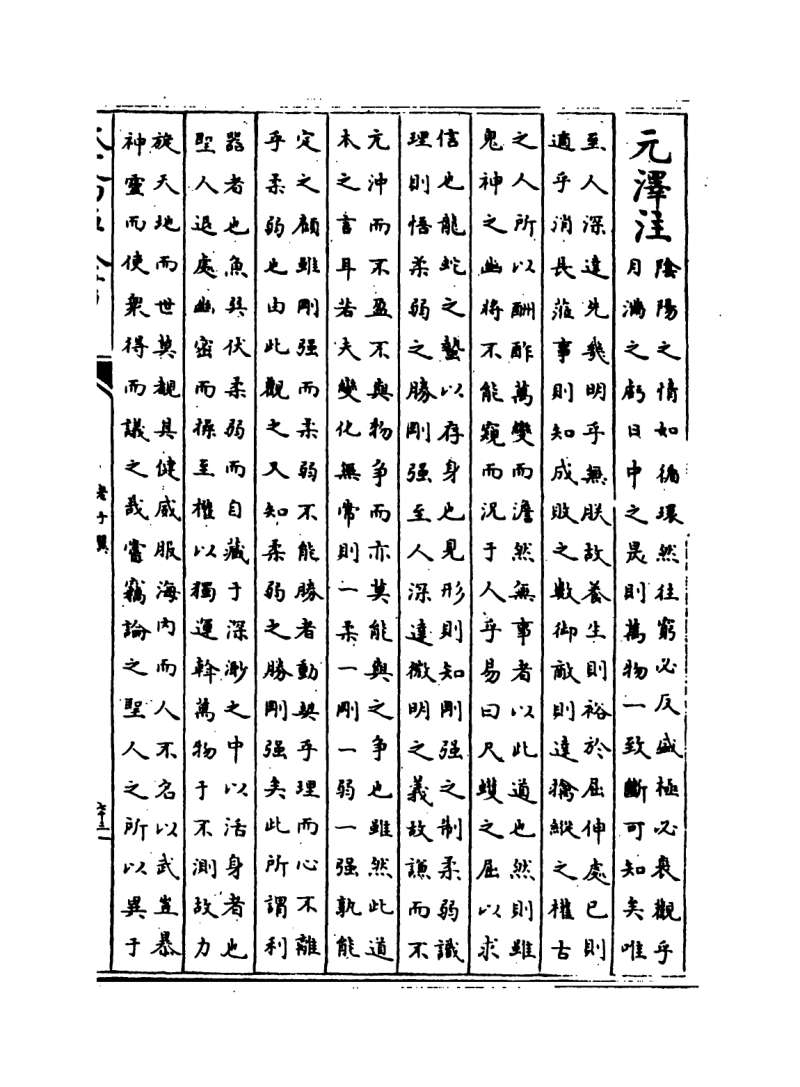 元澤注
陰陽之情如循環然往窮必反盛極必衰觀乎
月滿之虧日中之昃則萬物一致斷可知矣唯
至人深達先幾明乎無朕故養生則裕於屈伸處已則
適乎消長蒞事則知成敗之數御敵則達擒縱之權古
之人所以酬酢萬變而澹然無事者以此道也然則雖
鬼神之幽將不能窺而況于人乎易曰尺蠖之屈以求
信也龍蛇之蟄以存身也見形則知剛强之制柔弱識
理則悟柔弱之勝剛强至人深達微明之義故謙而不
元沖而不盈不與物爭而亦莫能與之爭也雖然此道
木之言耳若夫變化無常則一柔一剛一弱一强孰能
定之顧雖剛强而柔弱不能勝者動契乎理而心不離
乎柔弱也由此觀之又知柔弱之勝剛强矣此所謂利
器者也魚與伏柔弱而自藏于深渺之中以活身者也
聖人退處幽密而操至權以獨運斡萬物于不測故力
旋天地而世莫覩其健威服海内而人不名以武豈暴
神靈而使衆得而議之哉嘗竊論之聖人之所以異于
老子翼